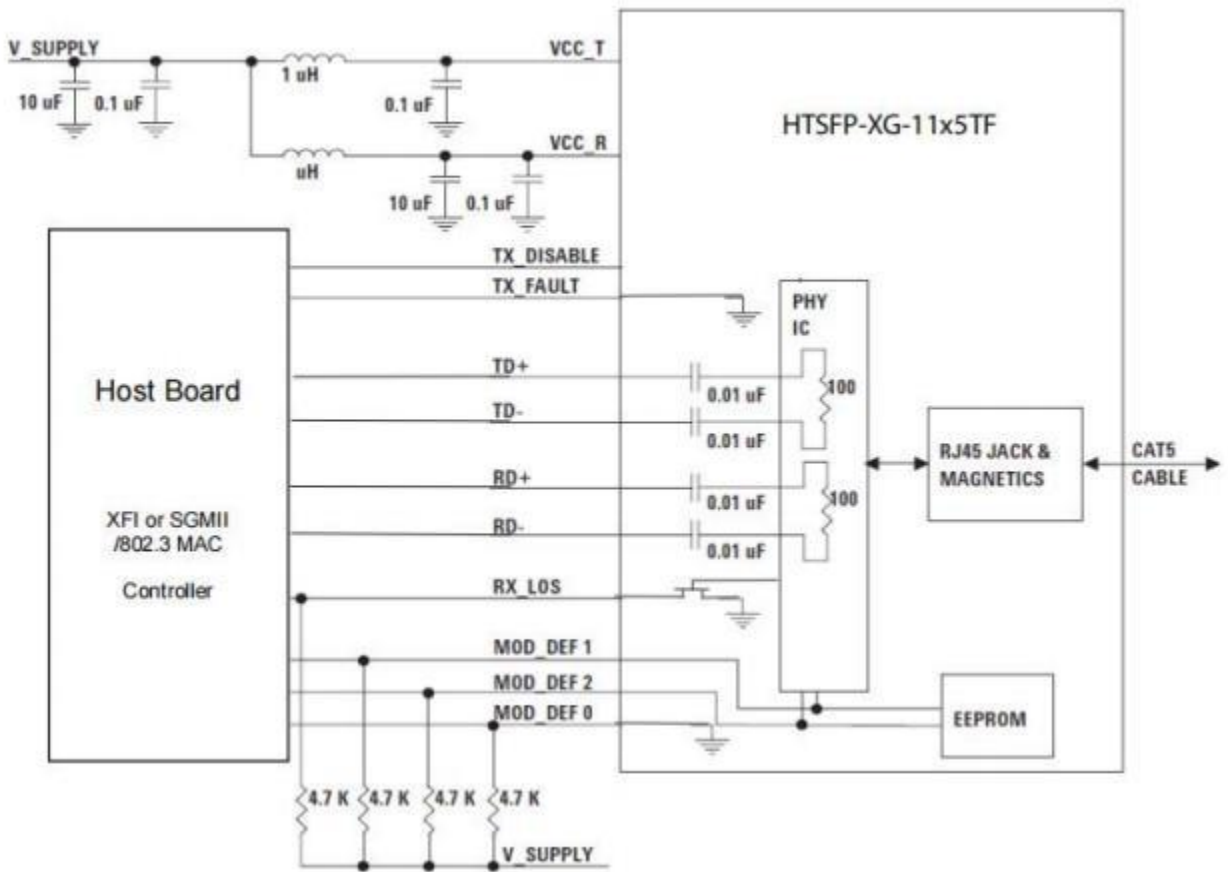 V_SUPPLY
1 uH
VCC_T
10 uF
0.1 uF
0.1 uF
HTSFP-XG-11x5TF
VCC_R
uH
10 uF
0.1 uF
TX_DISABLE
TX_FAULT
PHY
IC
Host Board
TD+
0.01 uF
100
TD-
0.01 uF
RJ45 JACK &
MAGNETICS
CAT5
CABLE
RD+
0.01 uF
100
XFI or SGMII
/802.3 MAC
Controller
RD-
0.01 uF
RX_LOS
MOD_DEF 1
MOD_DEF 2
MOD_DEF 0
EEPROM
4.7 K
4.7 K
4.7 K
4.7 K
V_SUPPLY